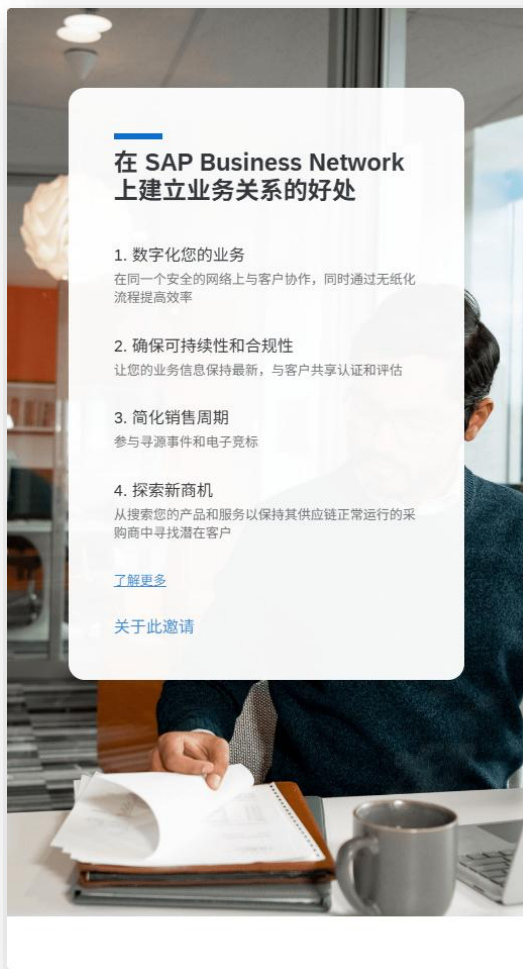 在 SAP Business Network
上建立业务关系的好处
1. 数字化您的业务
在同一个安全的网络上与客户协作，同时通过无纸化
流程提高效率
2. 确保可持续性和合规性
让您的业务信息保持最新，与客户共享认证和评估
3. 简化销售周期
参与寻源事件和电子竞标
4. 探索新商机
从搜索您的产品和服务以保持其供应链正常运行的采
购商中寻找潜在客户
了解更多
关于此邀请